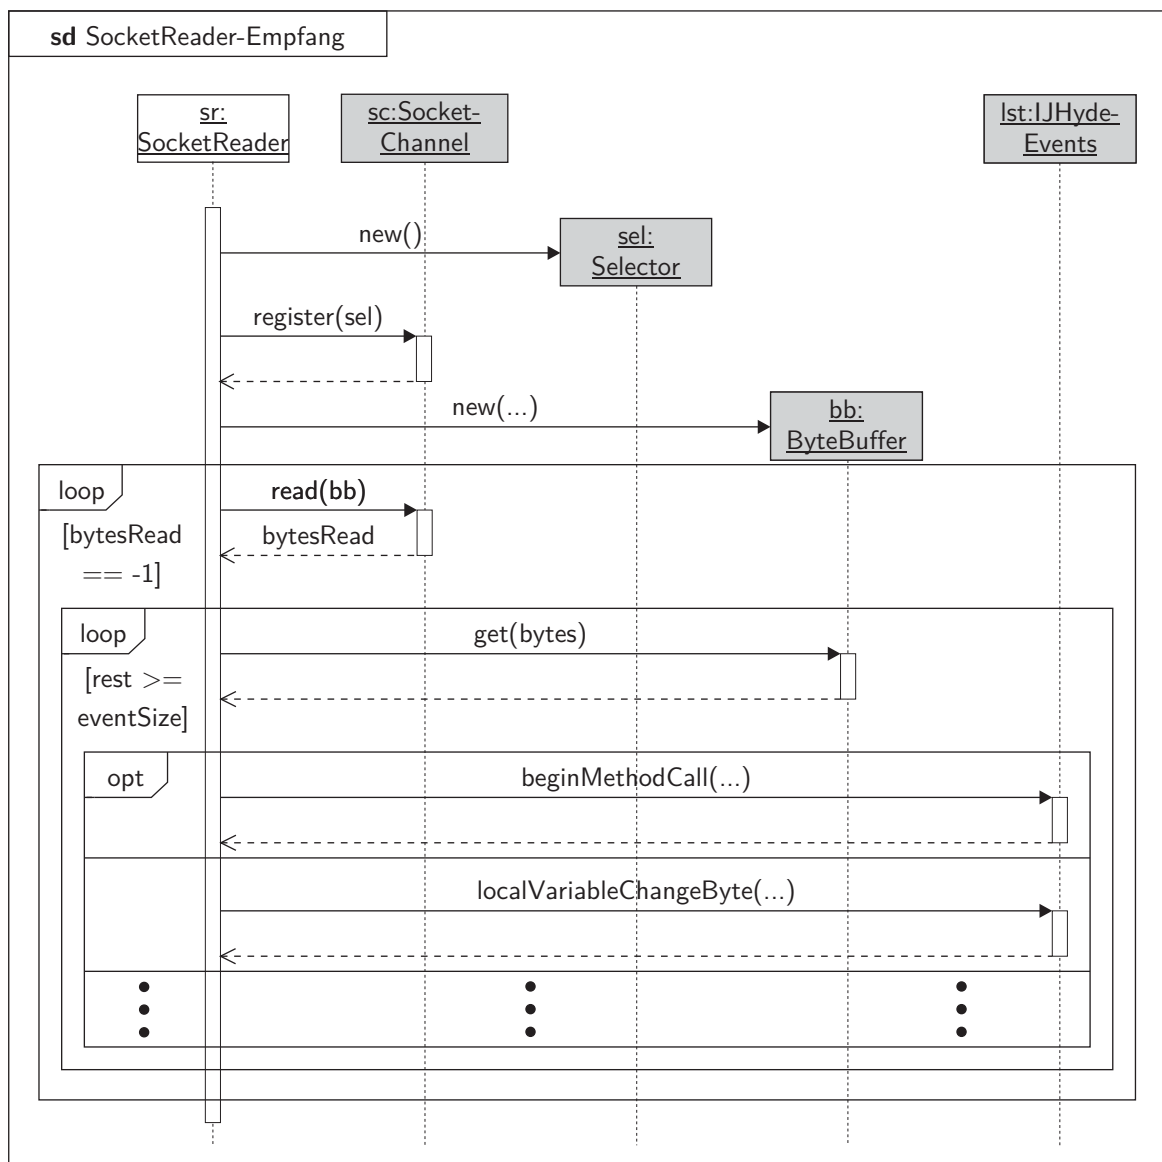 sd SocketReader-Empfang
sr:
SocketReader
sc:Socket-
Channel
lst:IJHyde-
Events
new()
sel:
Selector
register(sel)
new(...)
bb:
ByteBuffer
loop
read(bb)
[bytesRead
== -1]
bytesRead
loop
get(bytes)
[rest >=
eventSize]
opt
beginMethodCall(...)
localVariableChangeByte(...)